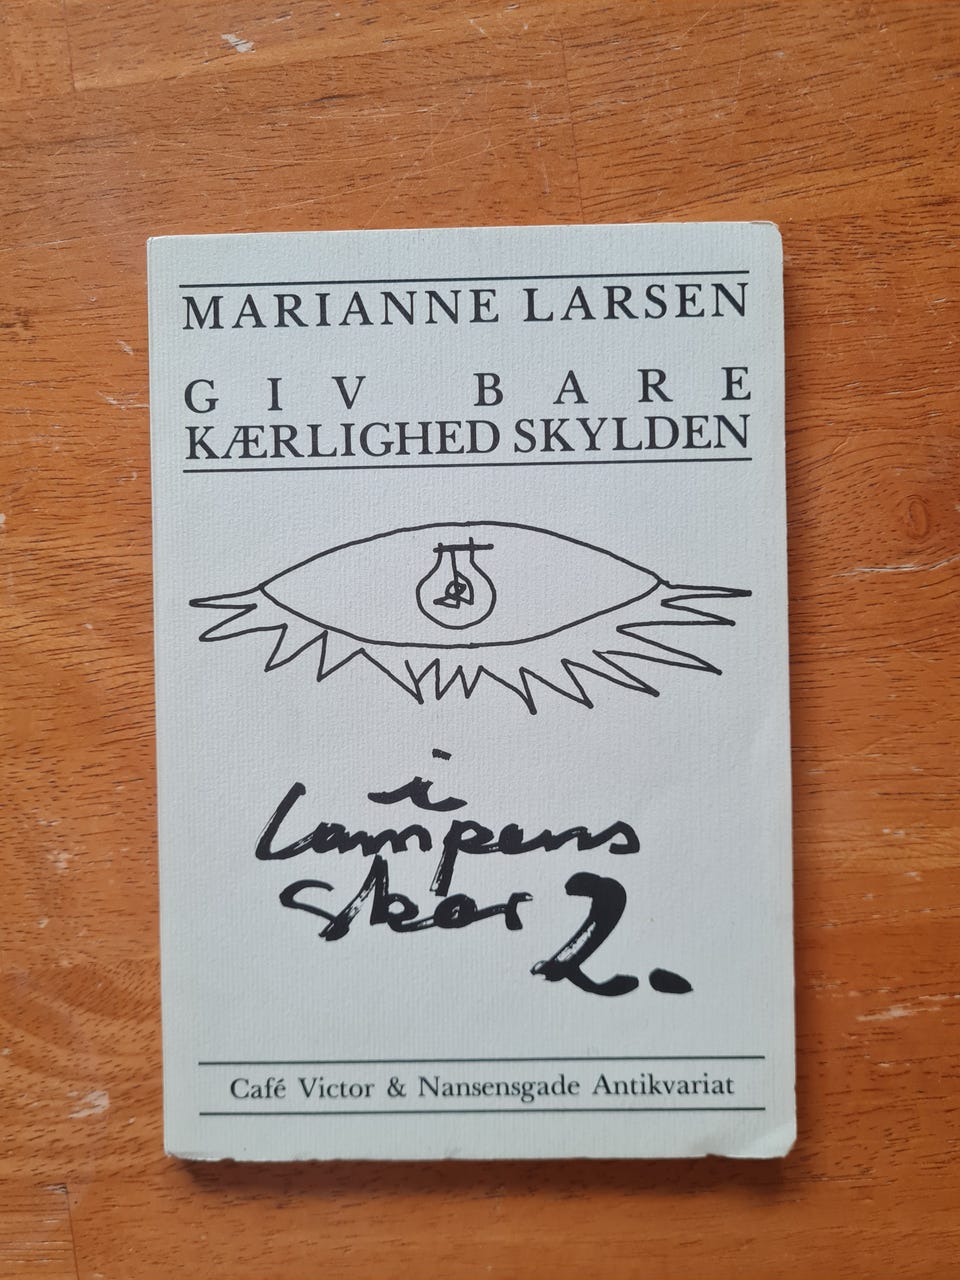 MARIANNE LARSEN
GIV BARE
KÆRLIGHED SKYLDEN
i
lampens
skær 2.
Café Victor & Nansensgade Antikvariat